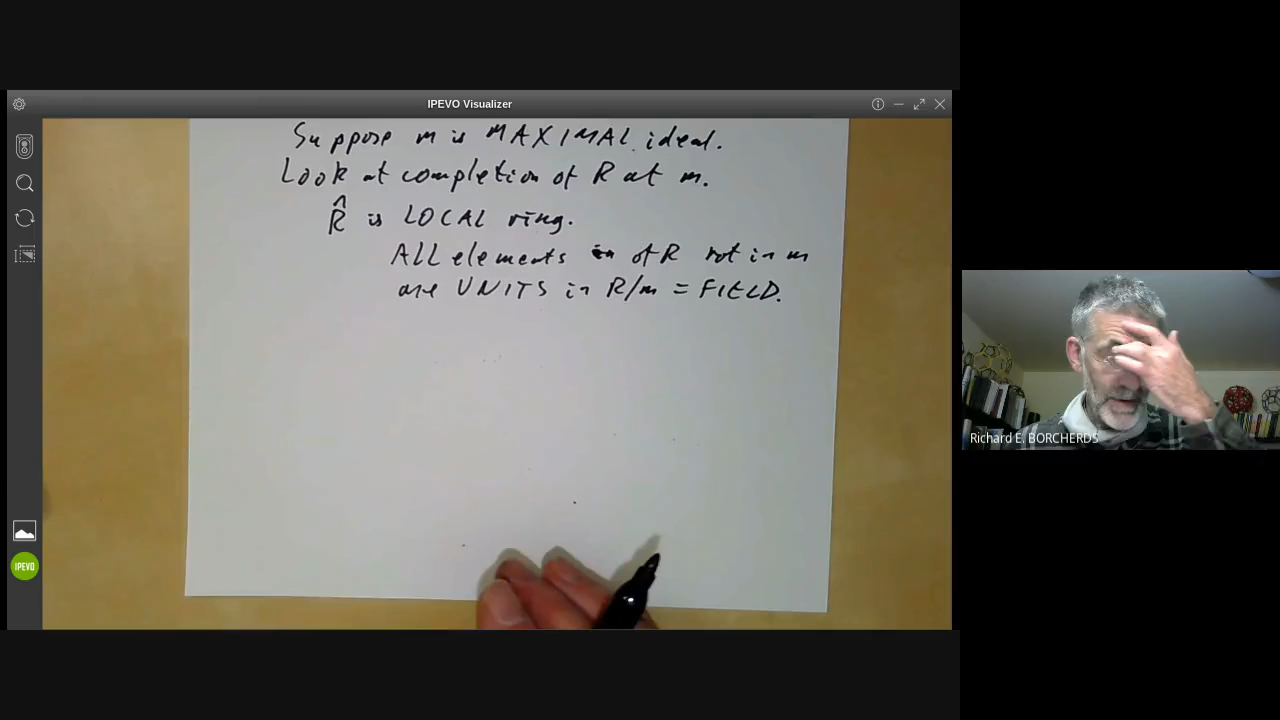 IPEVO Visualizer
Suppose m is MAXIMAL ideal.
Look at completion of R at m.
R̂ is LOCAL ring.
ALL elements of R not in m
are UNITS in R/m = FIELD.
IPEVO
Richard E. BORCHERDS